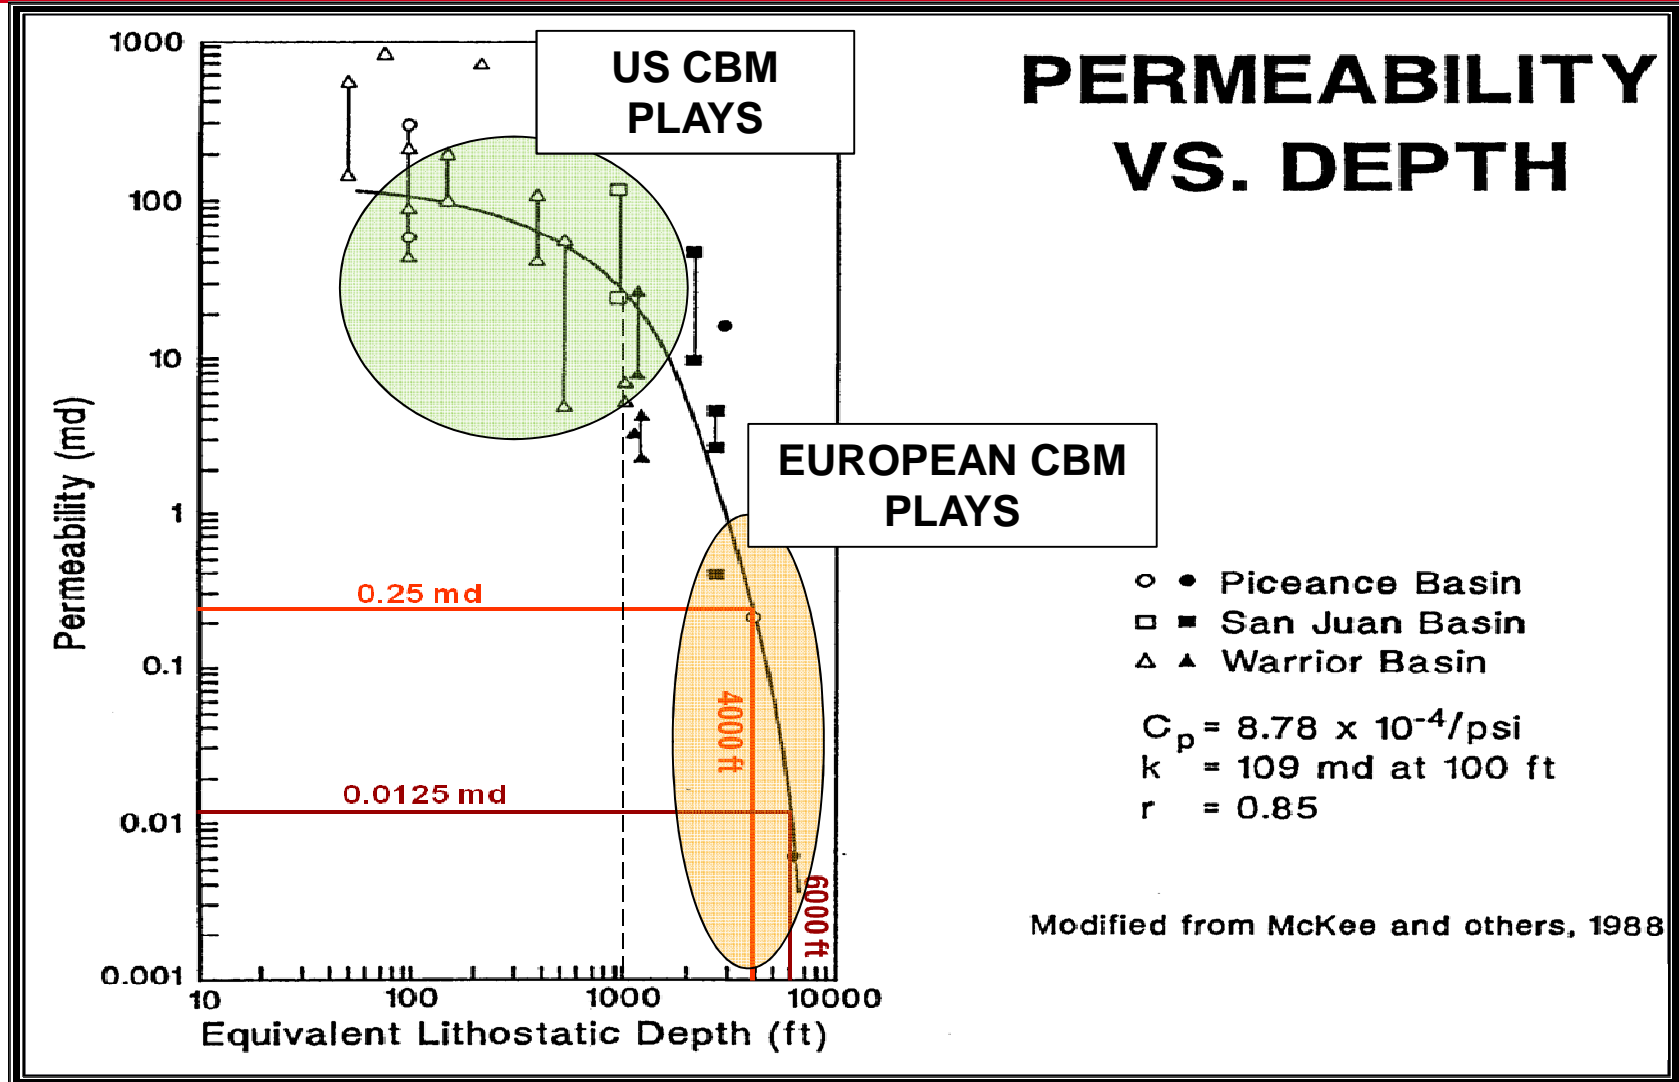 PERMEABILITY
VS. DEPTH
US CBM
PLAYS
EUROPEAN CBM
PLAYS
1000
100
10
1
0.1
0.01
0.001
Permeability (md)
0.25 md
0.0125 md
4000 ft
6000 ft
10
100
1000
10000
Equivalent Lithostatic Depth (ft)
Piceance Basin
San Juan Basin
Warrior Basin
Cp = 8.78 x 10⁻⁴/psi
k = 109 md at 100 ft
r = 0.85
Modified from McKee and others, 1988